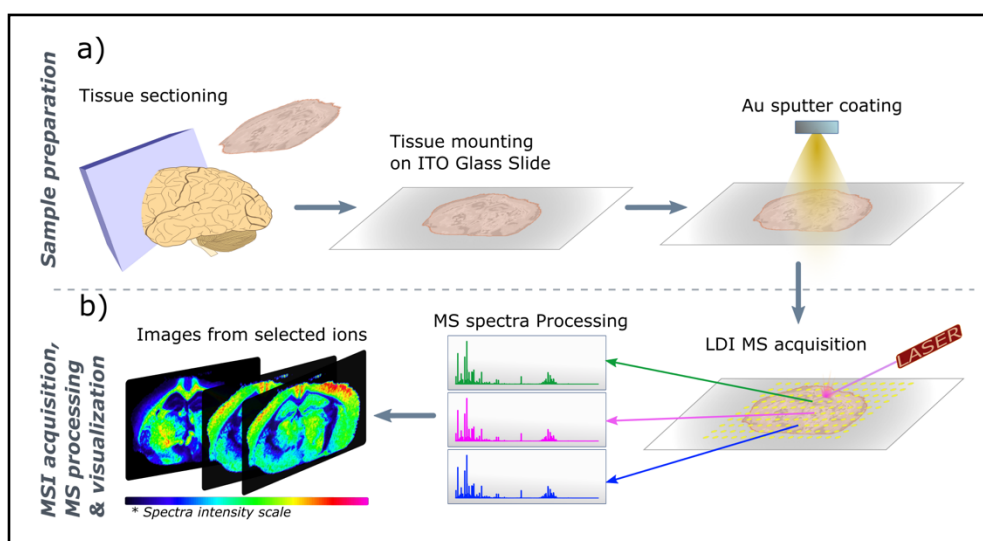 a)
Sample preparation
Tissue sectioning
Tissue mounting
on ITO Glass Slide
Au sputter coating
b)
MSI acquisition,
MS processing
& visualization
Images from selected ions
MS spectra Processing
LDI MS acquisition
LASER
* Spectra intensity scale